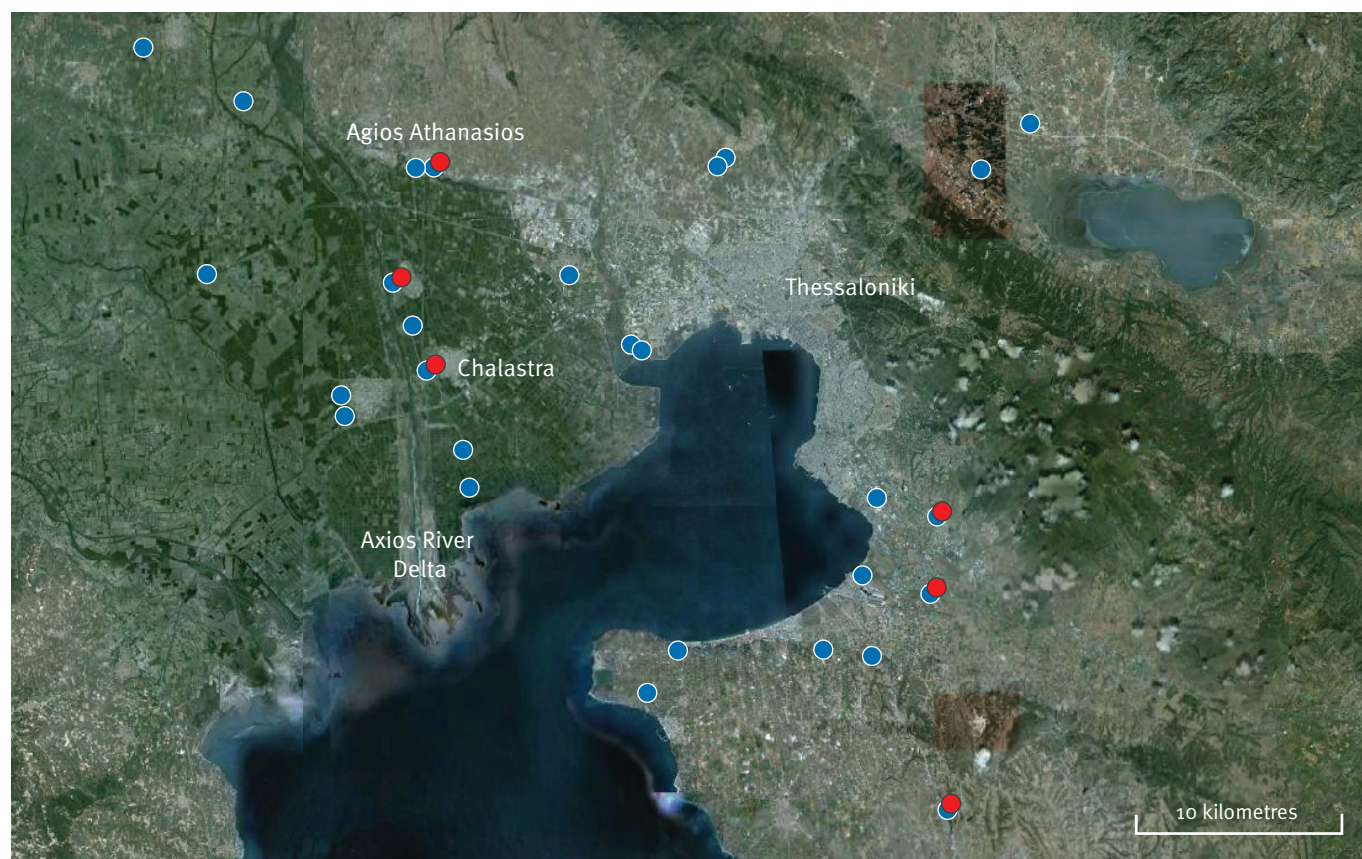 Agios Athanasios
Thessaloniki
Chalastra
Axios River
Delta
10 kilometres